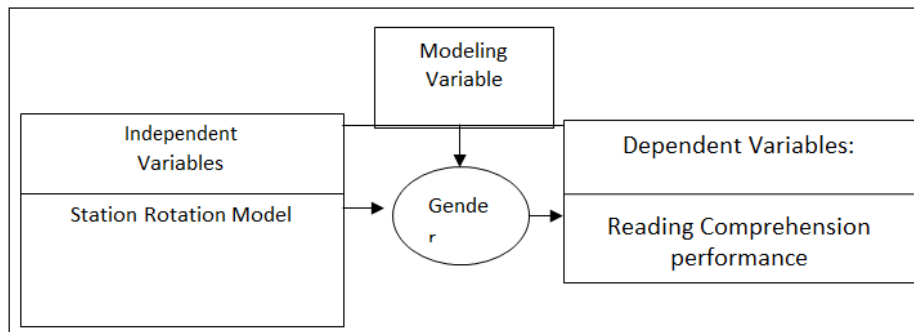 Modeling
Variable
Independent
Variables
Dependent Variables:
Station Rotation Model
Gende
r
Reading Comprehension
performance